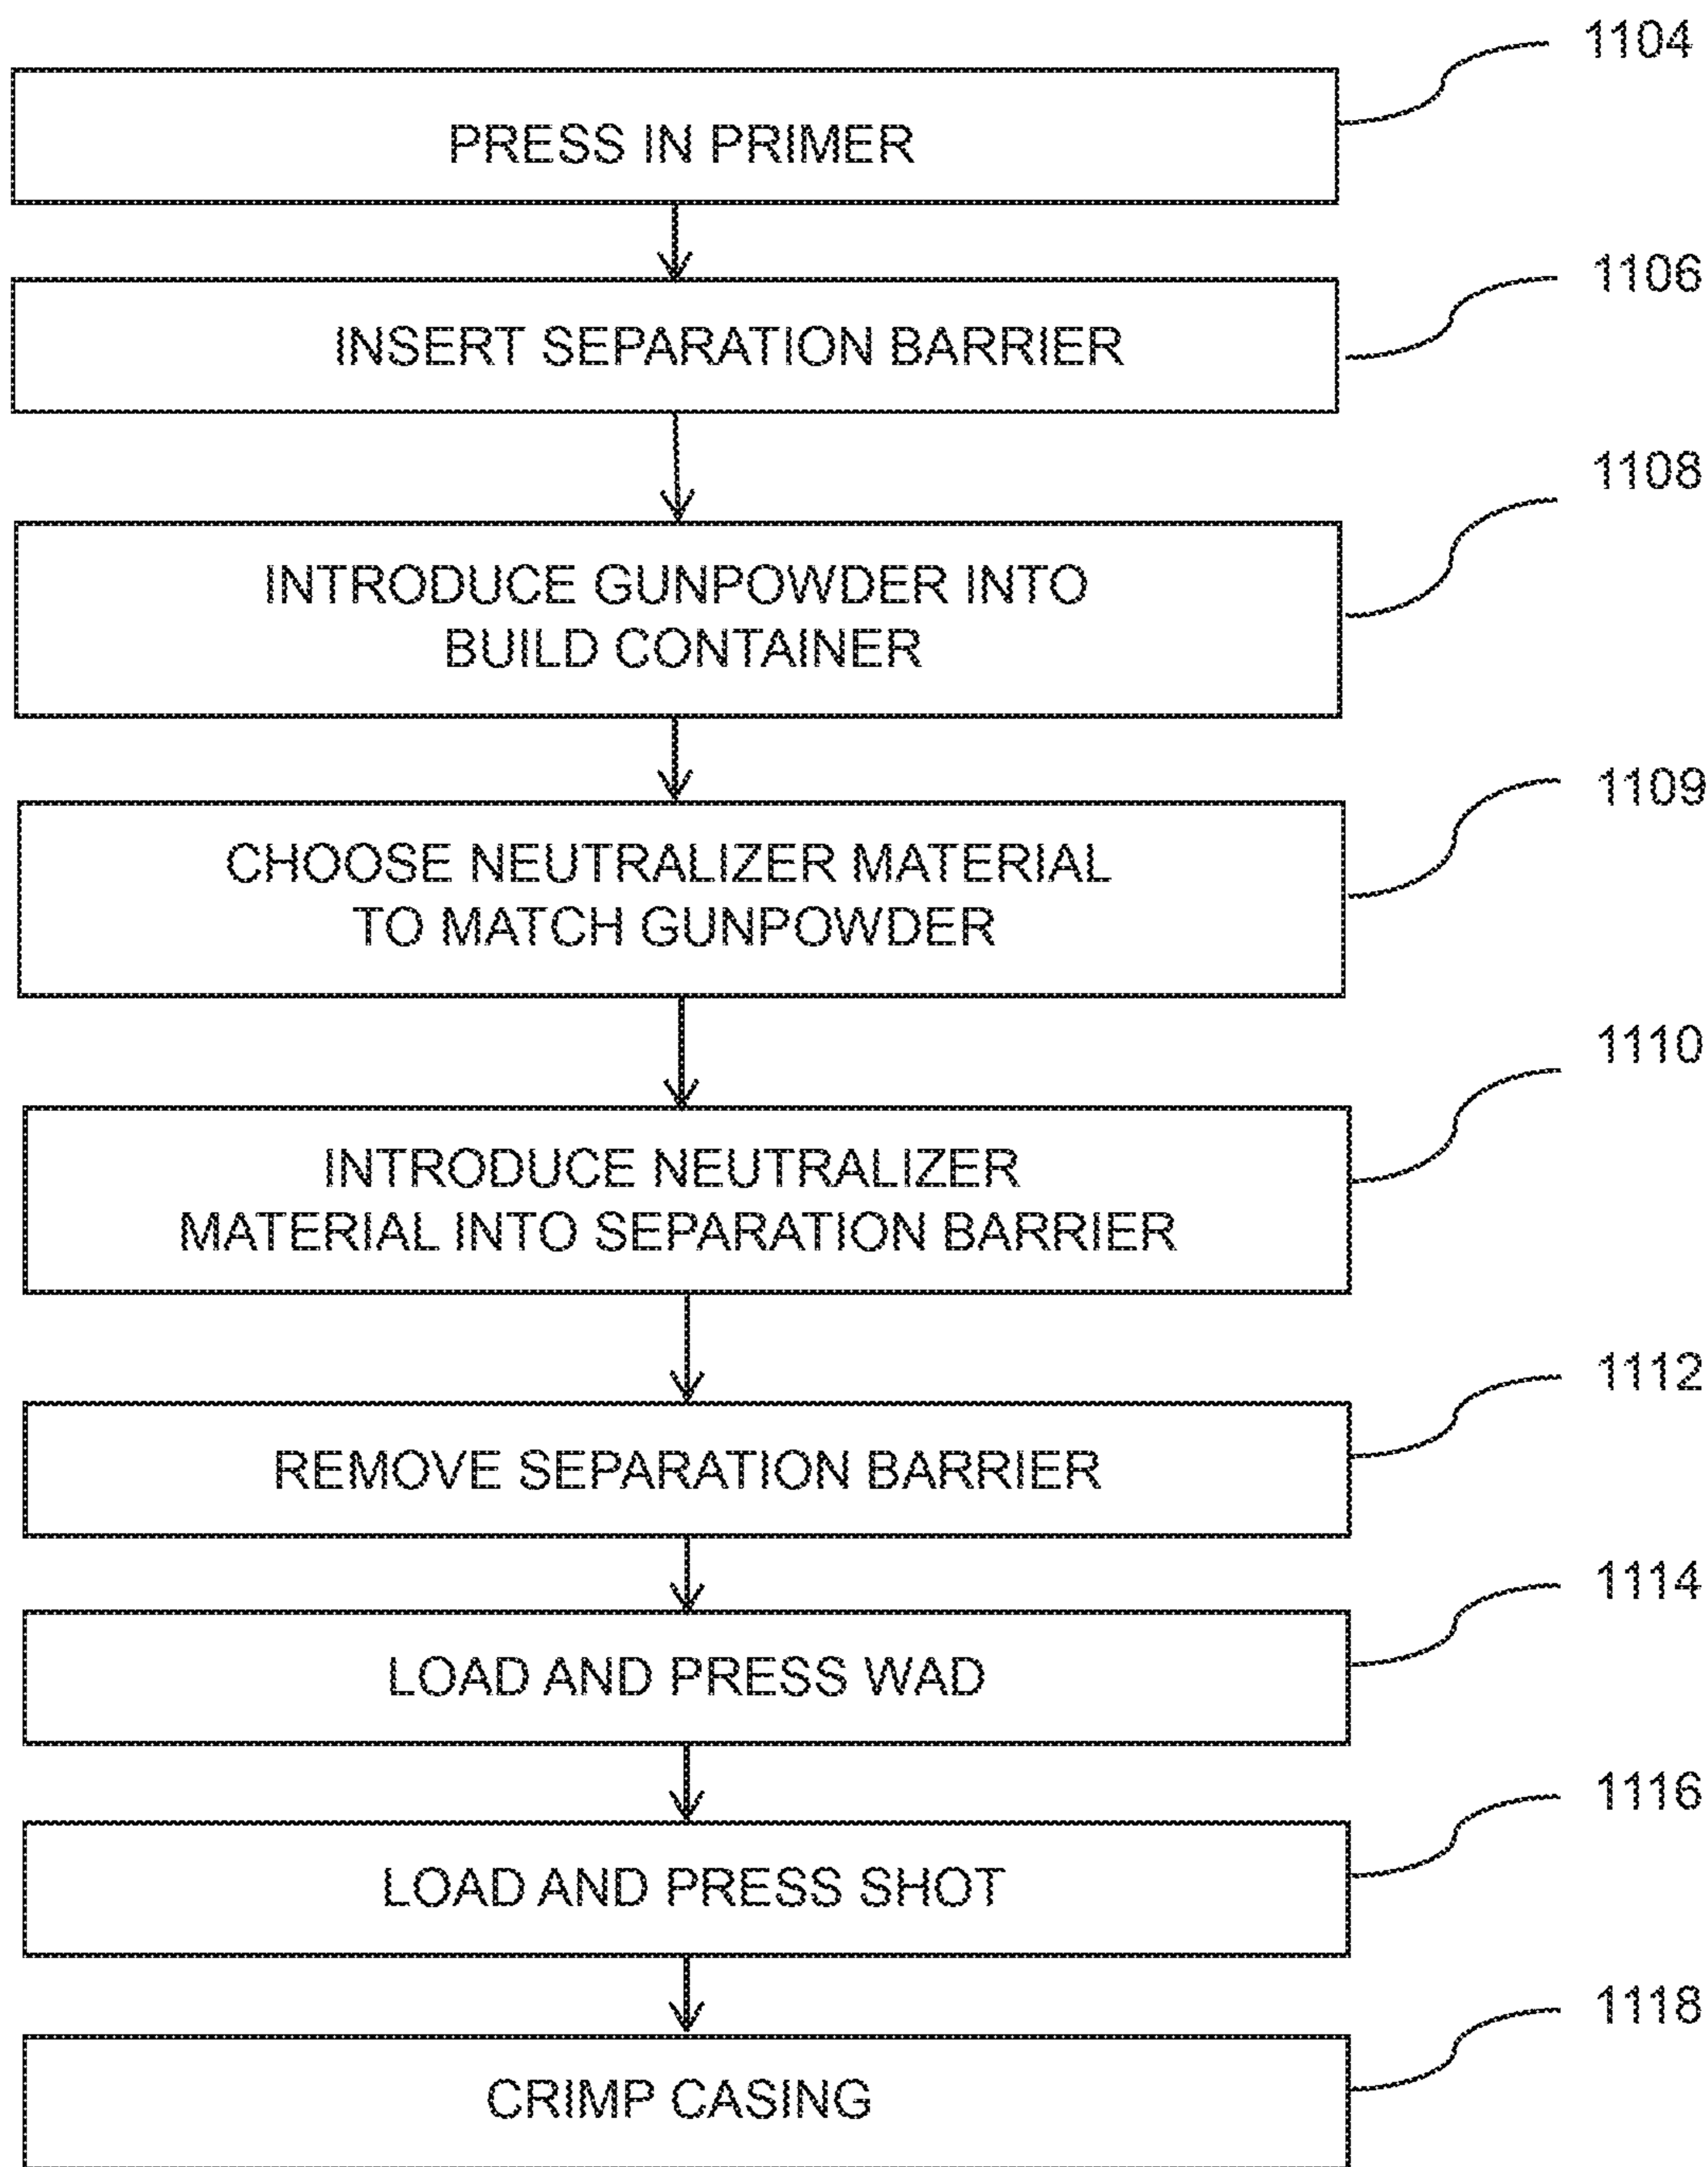 1104
PRESS IN PRIMER
1106
INSERT SEPARATION BARRIER
1108
INTRODUCE GUNPOWDER INTO
BUILD CONTAINER
1109
CHOOSE NEUTRALIZER MATERIAL
TO MATCH GUNPOWDER
1110
INTRODUCE NEUTRALIZER
MATERIAL INTO SEPARATION BARRIER
1112
REMOVE SEPARATION BARRIER
1114
LOAD AND PRESS WAD
1116
LOAD AND PRESS SHOT
1118
CRIMP CASING